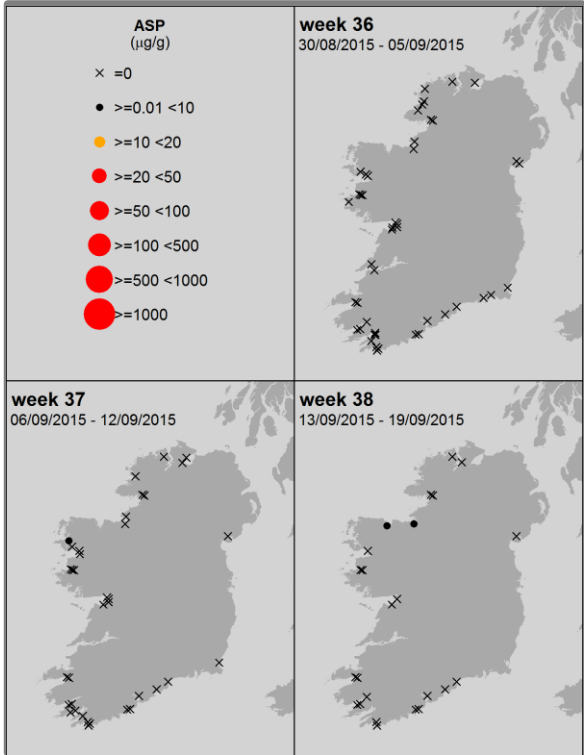 ASP
(μg/g)
=0
>=0.01 <10
>=10 <20
>=20 <50
>=50 <100
>=100 <500
>=500 <1000
>=1000
week 36
30/08/2015 - 05/09/2015
week 37
06/09/2015 - 12/09/2015
week 38
13/09/2015 - 19/09/2015